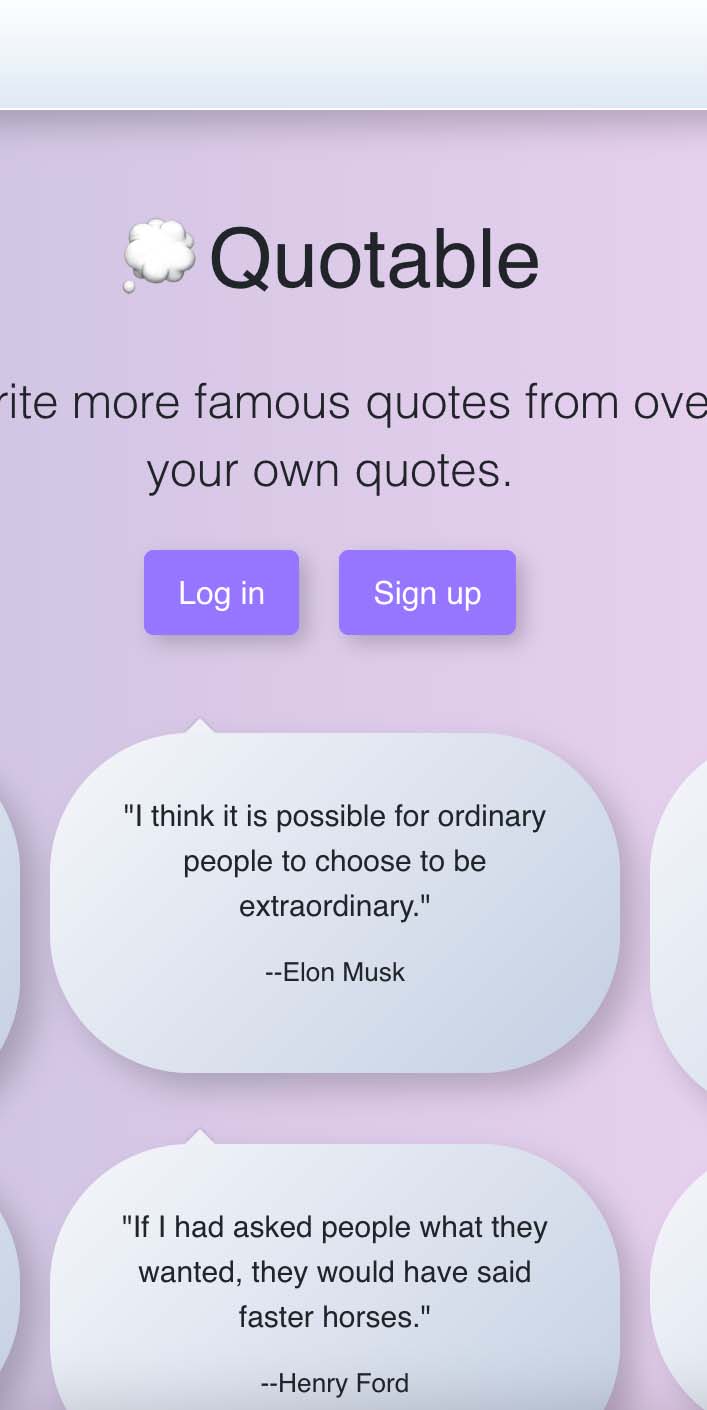 Quotable
more famous quotes from
your own quotes.
Log in
Sign up
"I think it is possible for ordinary
people to choose to be
extraordinary."
--Elon Musk
"If I had asked people what they
wanted, they would have said
faster horses."
--Henry Ford